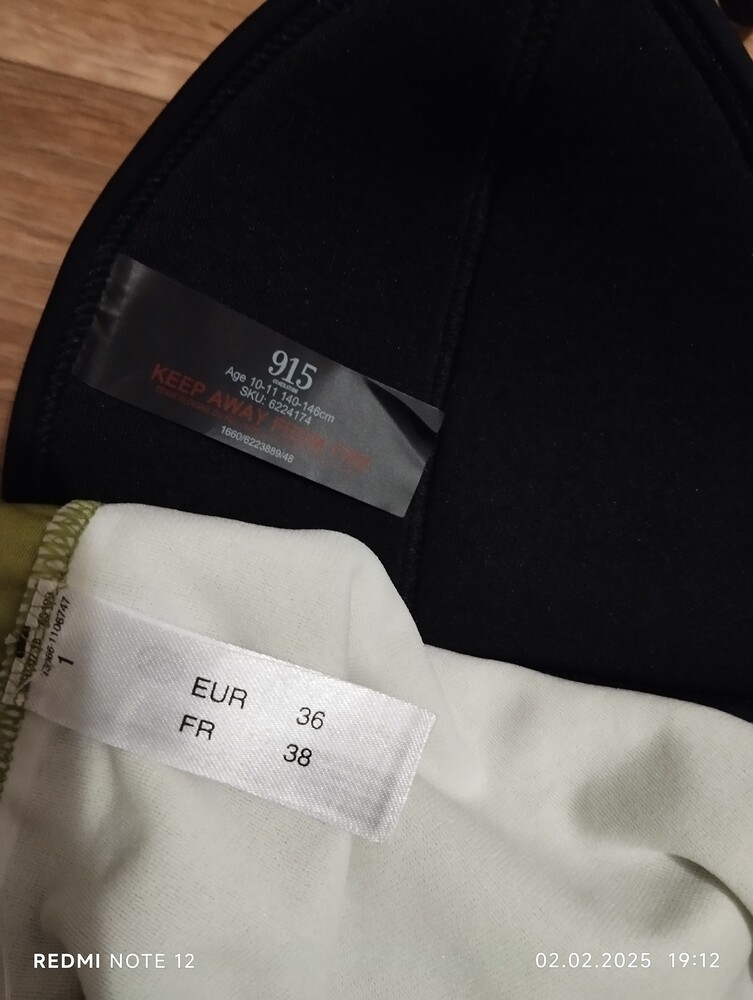 915
Age 10-11 140-146cm
SKU: 6224174
KEEP AWAY FROM FIRE
1660/6223889/48
1
EUR 36
FR 38
REDMI NOTE 12
02.02.2025 19:12